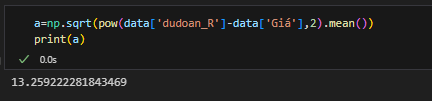 a=np.sqrt(pow(data['dudoan_R']-data['Giá'],2).mean())
print(a)
0.0s
13.259222281843469